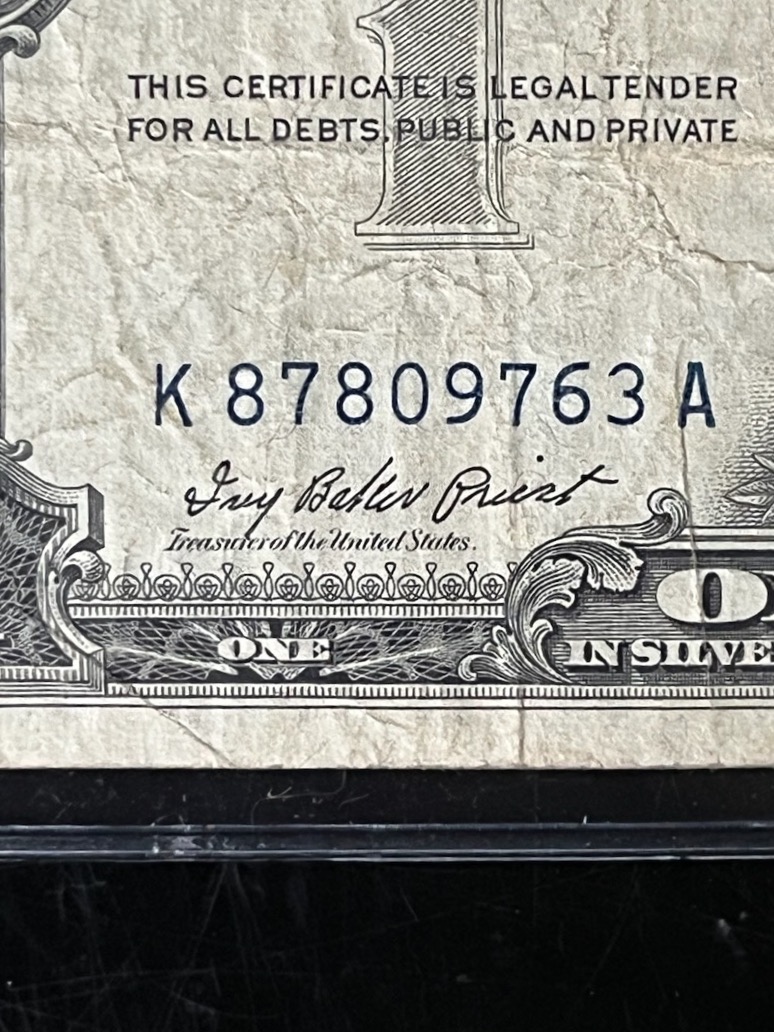 1
THIS CERTIFICATE IS LEGAL TENDER
FOR ALL DEBTS, PUBLIC AND PRIVATE
K 87809763 A
Ivy Baker Priest
Treasurer of the United States.
ONE
O
IN SILVE